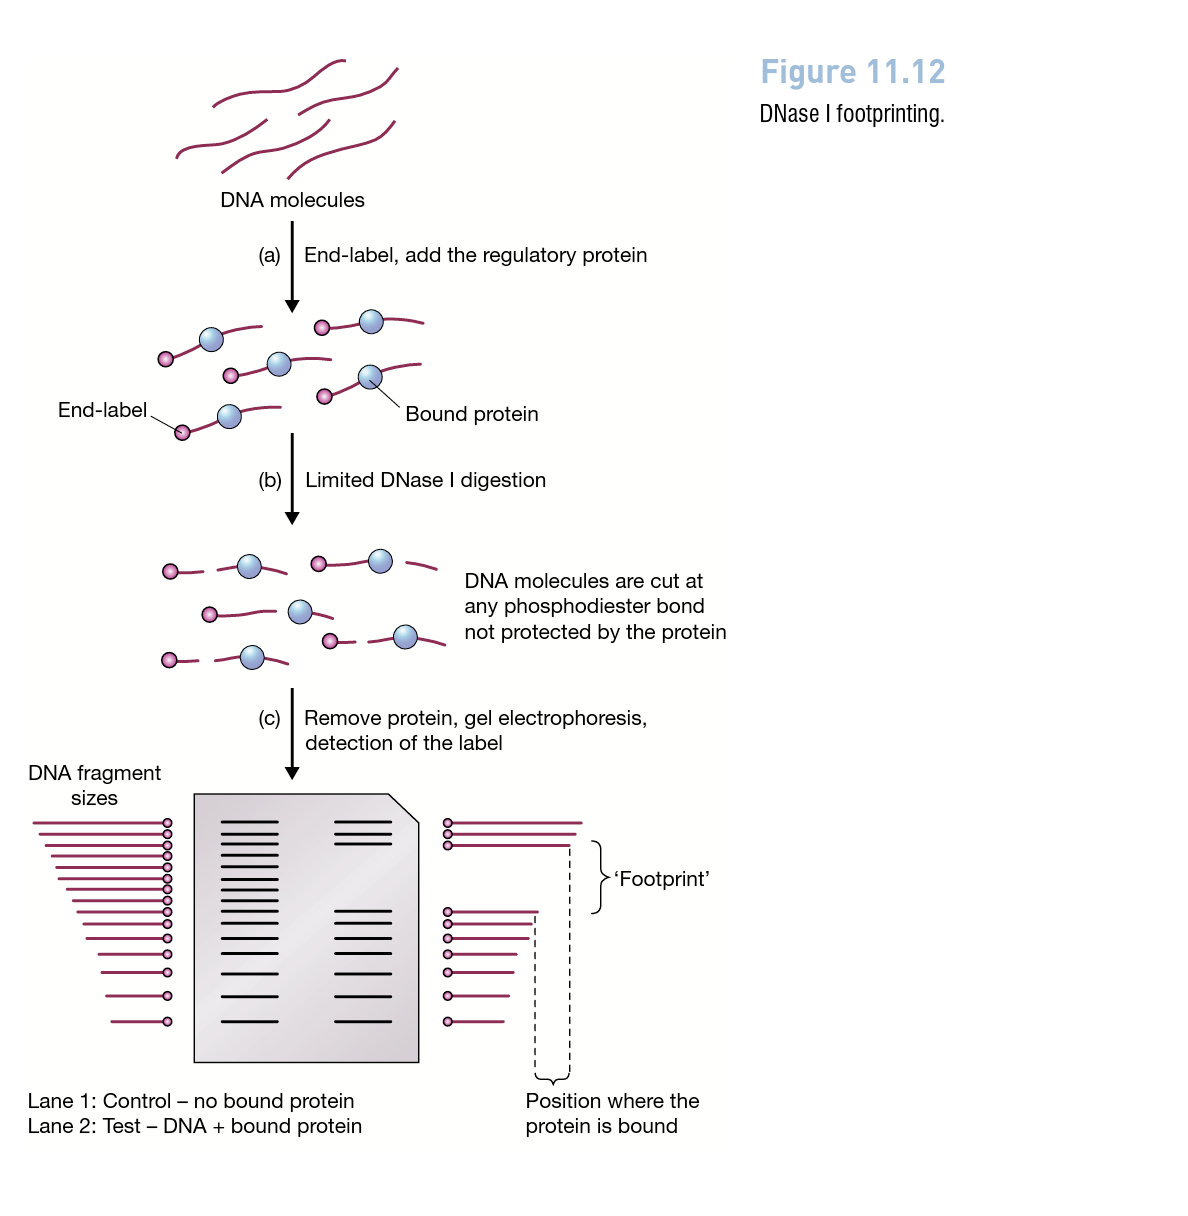 Figure 11.12
DNase I footprinting.
DNA molecules
(a) End-label, add the regulatory protein
End-label
Bound protein
(b) Limited DNase I digestion
DNA molecules are cut at
any phosphodiester bond
not protected by the protein
(c) Remove protein, gel electrophoresis,
detection of the label
DNA fragment
sizes
‘Footprint’
Lane 1: Control – no bound protein
Lane 2: Test – DNA + bound protein
Position where the
protein is bound